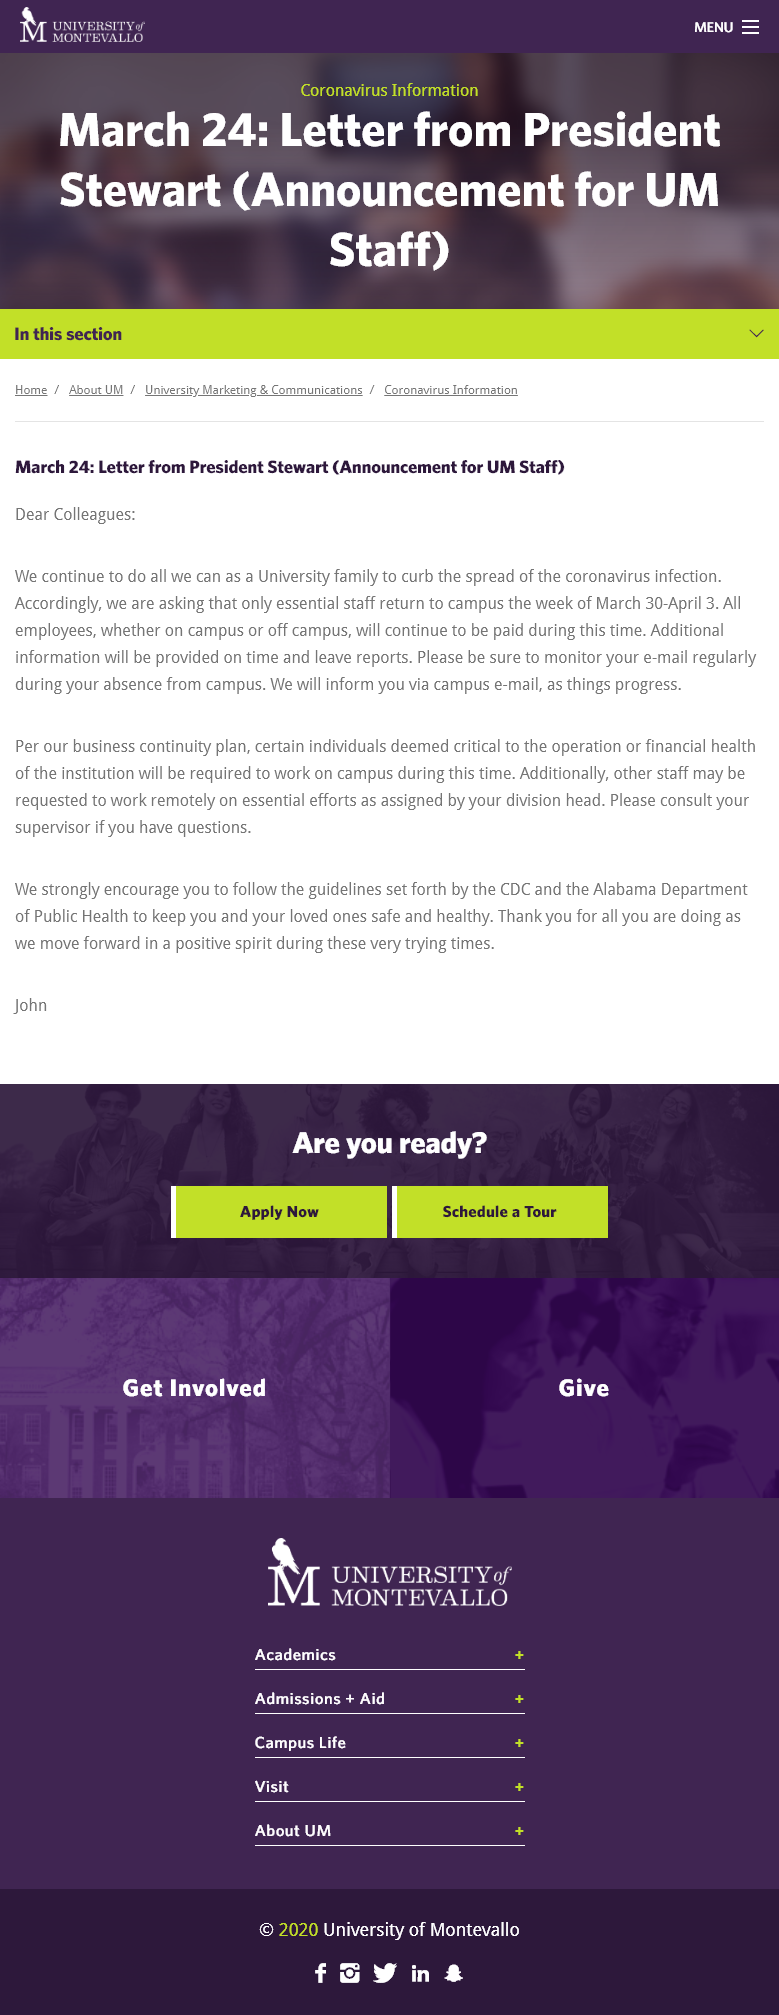 UNIVERSITY of
MONTEVALLO
MENU
Coronavirus Information
March 24: Letter from President
Stewart (Announcement for UM
Staff)
In this section
Home / About UM / University Marketing & Communications / Coronavirus Information
March 24: Letter from President Stewart (Announcement for UM Staff)
Dear Colleagues:
We continue to do all we can as a University family to curb the spread of the coronavirus infection.
Accordingly, we are asking that only essential staff return to campus the week of March 30-April 3. All
employees, whether on campus or off campus, will continue to be paid during this time. Additional
information will be provided on time and leave reports. Please be sure to monitor your e-mail regularly
during your absence from campus. We will inform you via campus e-mail, as things progress.
Per our business continuity plan, certain individuals deemed critical to the operation or financial health
of the institution will be required to work on campus during this time. Additionally, other staff may be
requested to work remotely on essential efforts as assigned by your division head. Please consult your
supervisor if you have questions.
We strongly encourage you to follow the guidelines set forth by the CDC and the Alabama Department
of Public Health to keep you and your loved ones safe and healthy. Thank you for all you are doing as
we move forward in a positive spirit during these very trying times.
John
Are you ready?
Apply Now
Schedule a Tour
Get Involved
Give
UNIVERSITY of
MONTEVALLO
Academics +
Admissions + Aid +
Campus Life +
Visit +
About UM +
© 2020 University of Montevallo